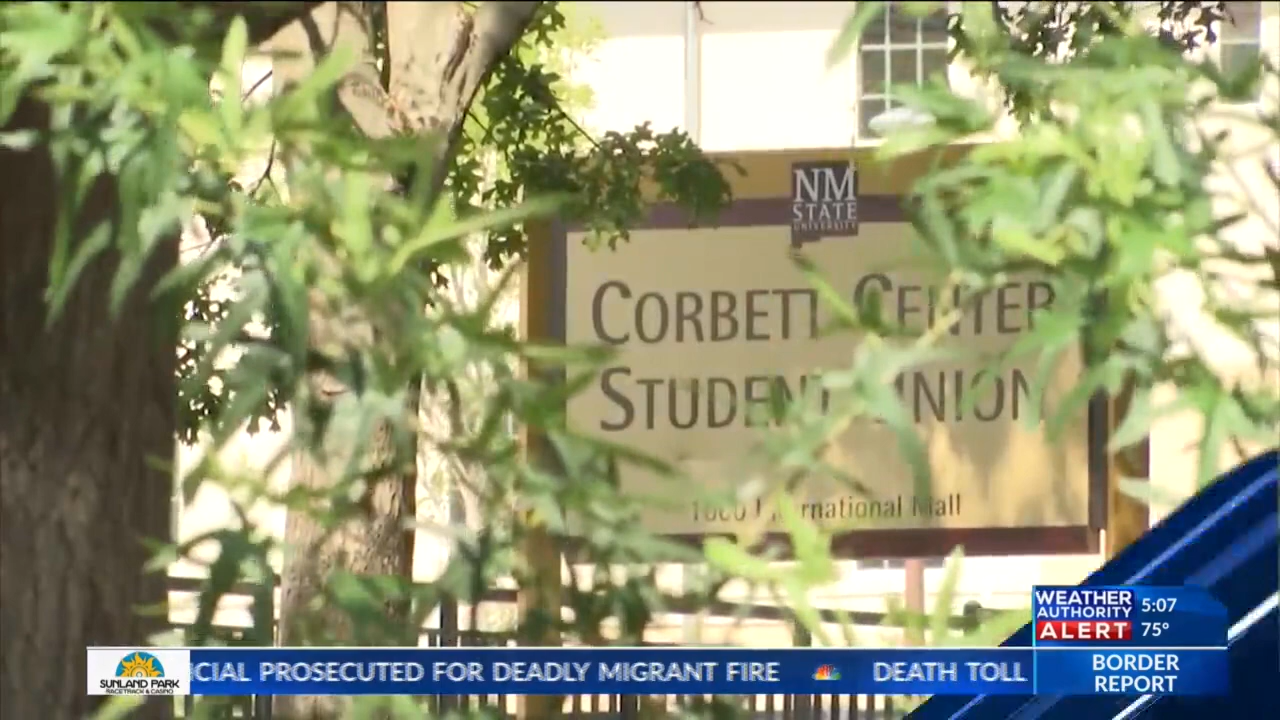 NM
STATE
UNIVERSITY
CORBETT CENTER
STUDENT UNION
International Mall
WEATHER
AUTHORITY
ALERT
5:07
75°
SUNLAND PARK
RACETRACK & CASINO
CIAL PROSECUTED FOR DEADLY MIGRANT FIRE
DEATH TOLL
BORDER
REPORT